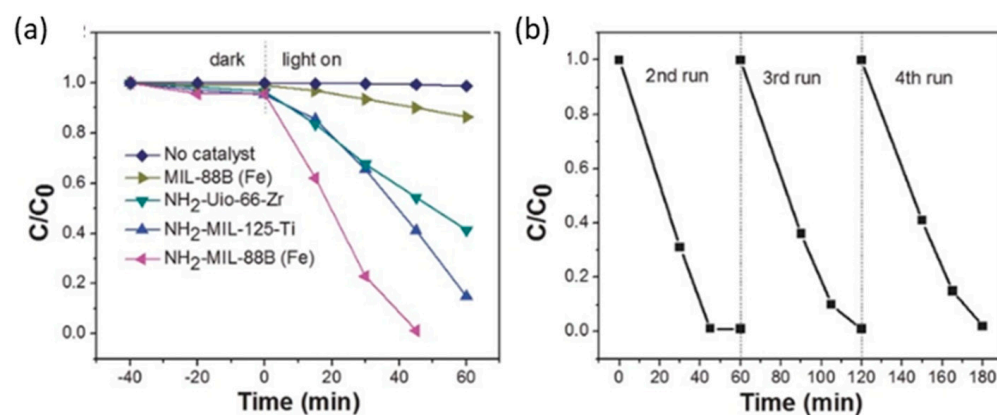 (a)
dark
light on
No catalyst
MIL-88B (Fe)
NH2-Uio-66-Zr
NH2-MIL-125-Ti
NH2-MIL-88B (Fe)
C/C0
1.0
0.8
0.6
0.4
0.2
0.0
-40
-20
0
20
40
60
Time (min)
(b)
2nd run
3rd run
4th run
C/C0
1.0
0.8
0.6
0.4
0.2
0.0
0
20
40
60
80
100
120
140
160
180
Time (min)